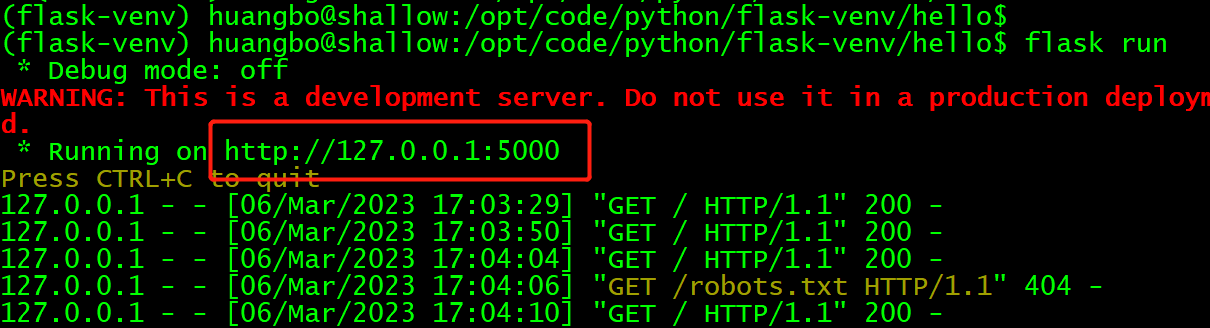 (flask-venv) huangbo@shallow:/opt/code/python/flask-venv/hello$
(flask-venv) huangbo@shallow:/opt/code/python/flask-venv/hello$ flask run
 * Debug mode: off
WARNING: This is a development server. Do not use it in a production deploym
d.
 * Running on http://127.0.0.1:5000
Press CTRL+C to quit
127.0.0.1 - - [06/Mar/2023 17:03:29] "GET / HTTP/1.1" 200 -
127.0.0.1 - - [06/Mar/2023 17:03:50] "GET / HTTP/1.1" 200 -
127.0.0.1 - - [06/Mar/2023 17:04:04] "GET / HTTP/1.1" 200 -
127.0.0.1 - - [06/Mar/2023 17:04:06] "GET /robots.txt HTTP/1.1" 404 -
127.0.0.1 - - [06/Mar/2023 17:04:10] "GET / HTTP/1.1" 200 -